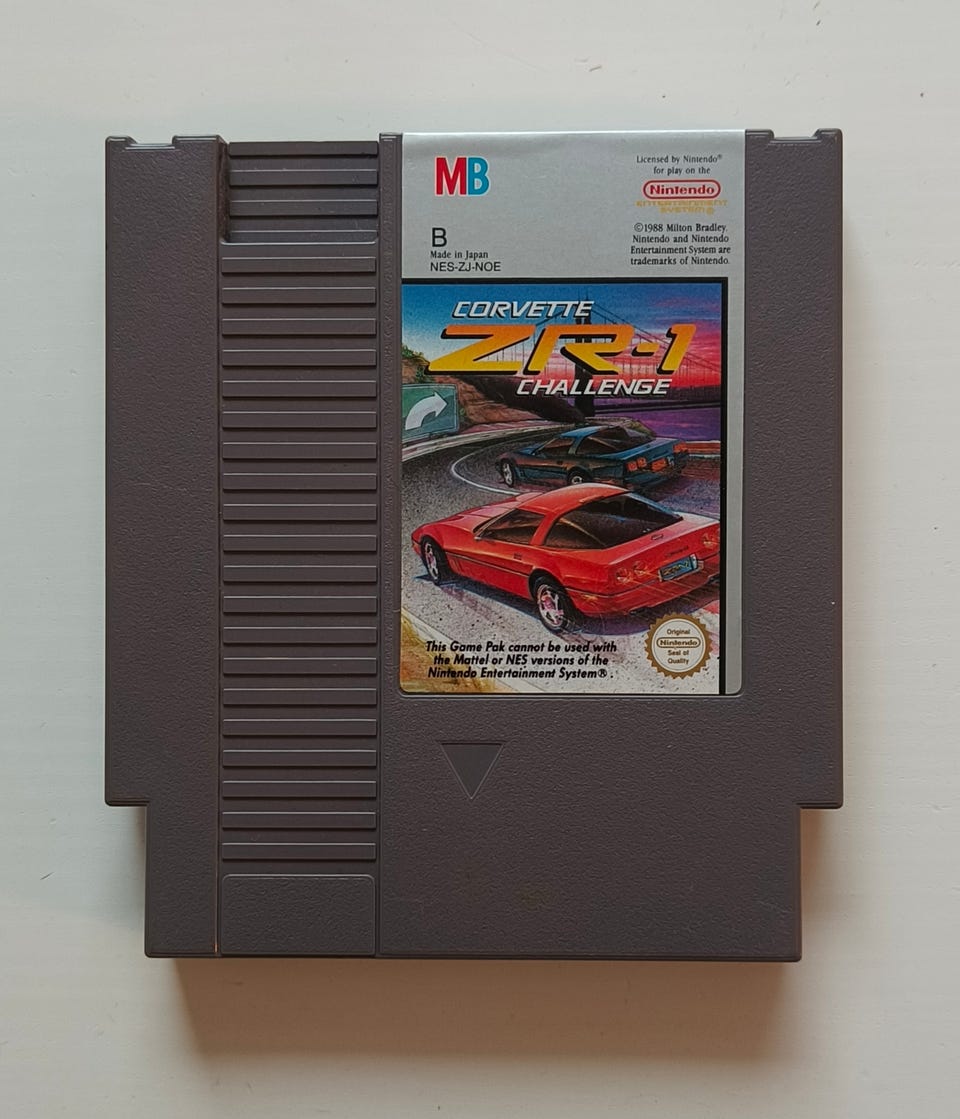 MB
B
Made in Japan
NES-ZJ-NOE
Licensed by Nintendo®
for play on the
Nintendo
ENTERTAINMENT
SYSTEM®
©1988 Milton Bradley.
Nintendo and Nintendo
Entertainment System are
trademarks of Nintendo.
CORVETTE
ZR-1
CHALLENGE
This Game Pak cannot be used with
the Mattel or NES versions of the
Nintendo Entertainment System®.
Original
Nintendo
Seal of
Quality